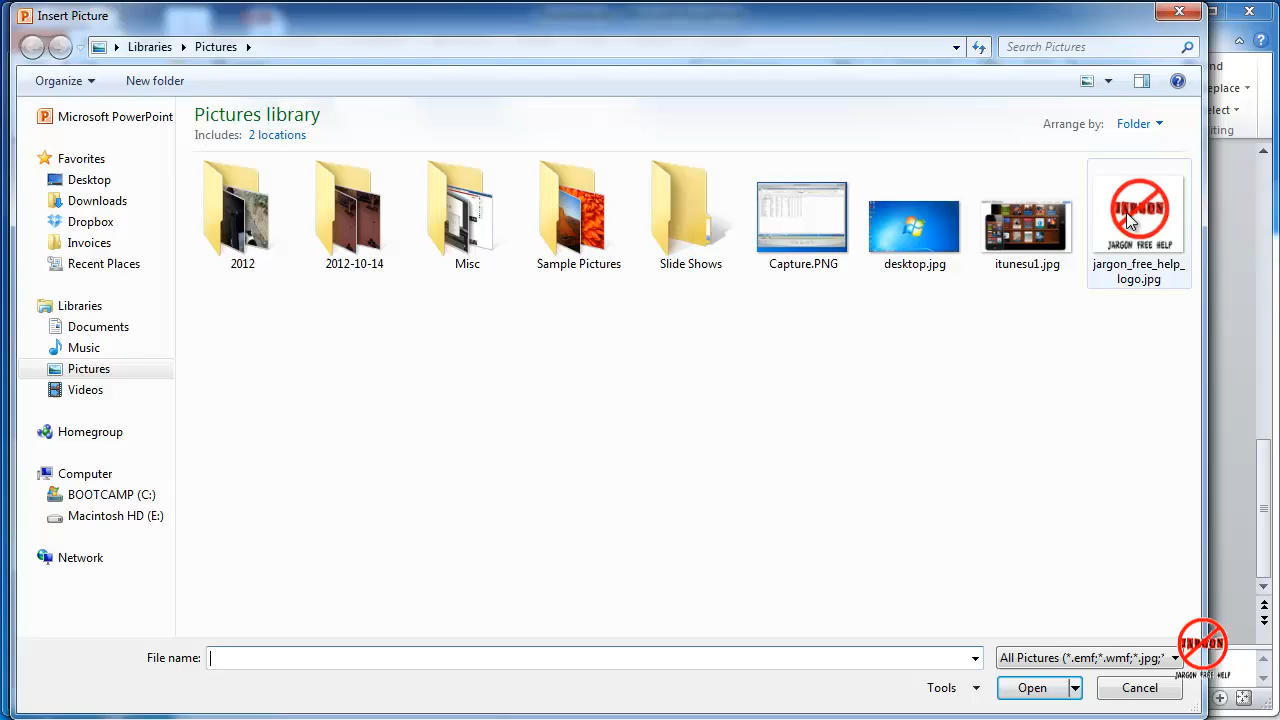 Insert Picture
Libraries Pictures
Search Pictures
Organize New folder
Microsoft PowerPoint
Favorites
Desktop
Downloads
Dropbox
Invoices
Recent Places
Libraries
Documents
Music
Pictures
Videos
Homegroup
Computer
BOOTCAMP (C:)
Macintosh HD (E:)
Network
Pictures library
Includes: 2 locations
Arrange by: Folder
2012
2012-10-14
Misc
Sample Pictures
Slide Shows
Capture.PNG
desktop.jpg
itunesu1.jpg
JARGON
JARGON FREE HELP
jargon_free_help_
logo.jpg
File name:
All Pictures (*.emf;*.wmf;*.jpg;*
Tools Open Cancel
JARGON
JARGON FREE HELP